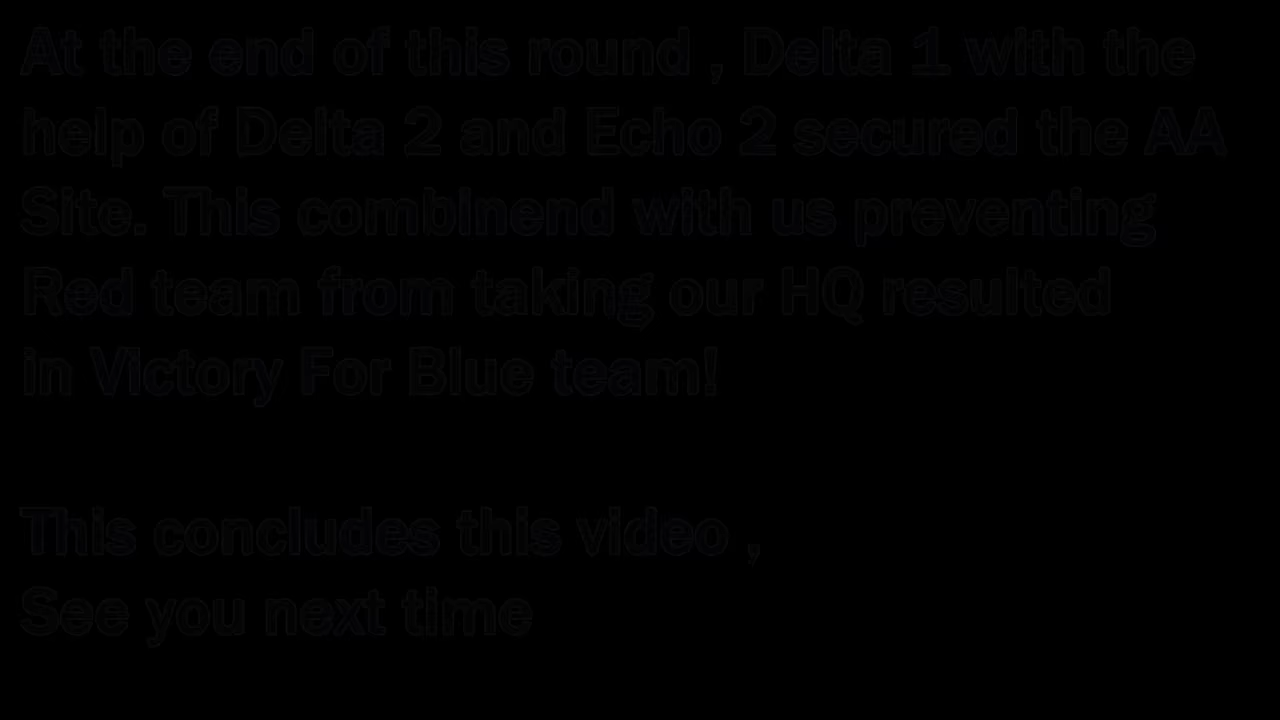 At the end of this round , Delta 1 with the
help of Delta 2 and Echo 2 secured the AA
Site. This combinend with us preventing
Red team from taking our HQ resulted
in Victory For Blue team!
This concludes this video ,
See you next time